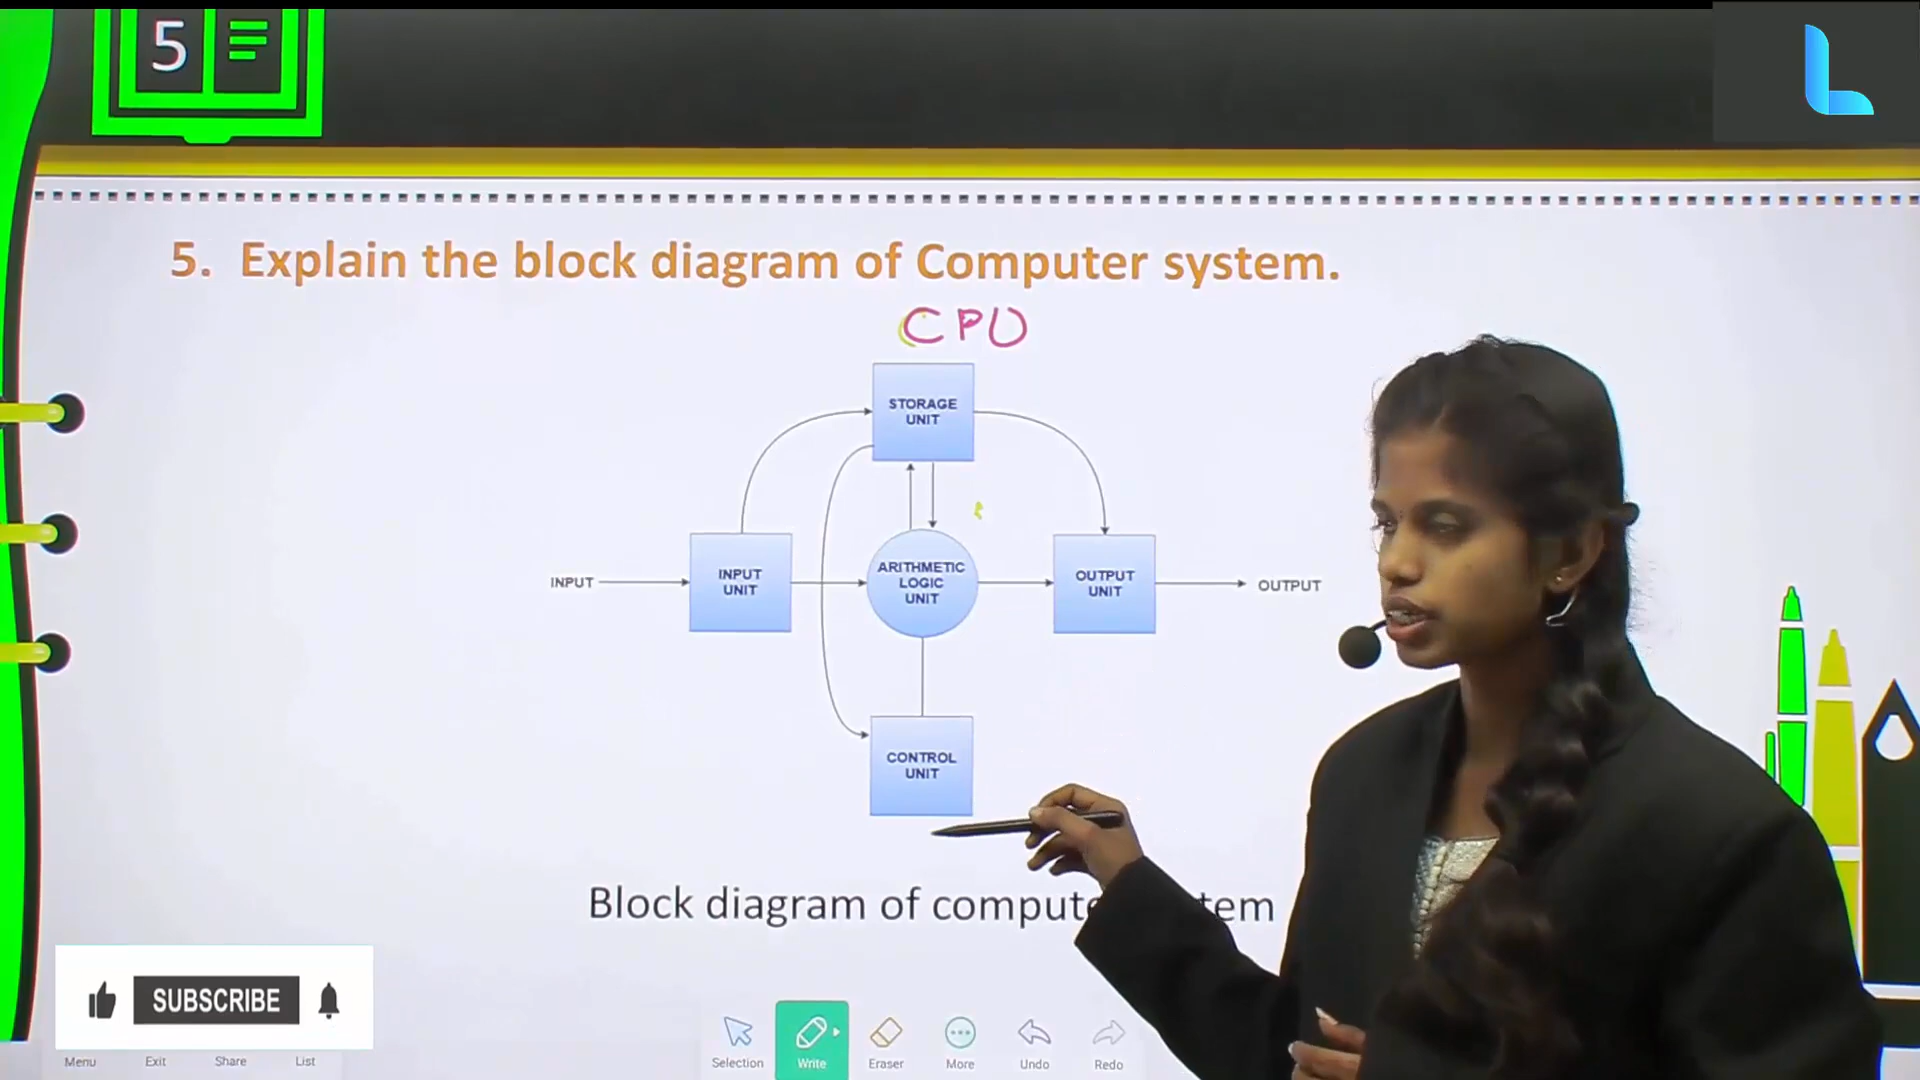 5
5. Explain the block diagram of Computer system.
CPU
STORAGE
UNIT
INPUT
INPUT
UNIT
ARITHMETIC
LOGIC
UNIT
OUTPUT
UNIT
OUTPUT
CONTROL
UNIT
Block diagram of compute tem
SUBSCRIBE
Menu Exit Share List
Selection Write Eraser More Undo Redo